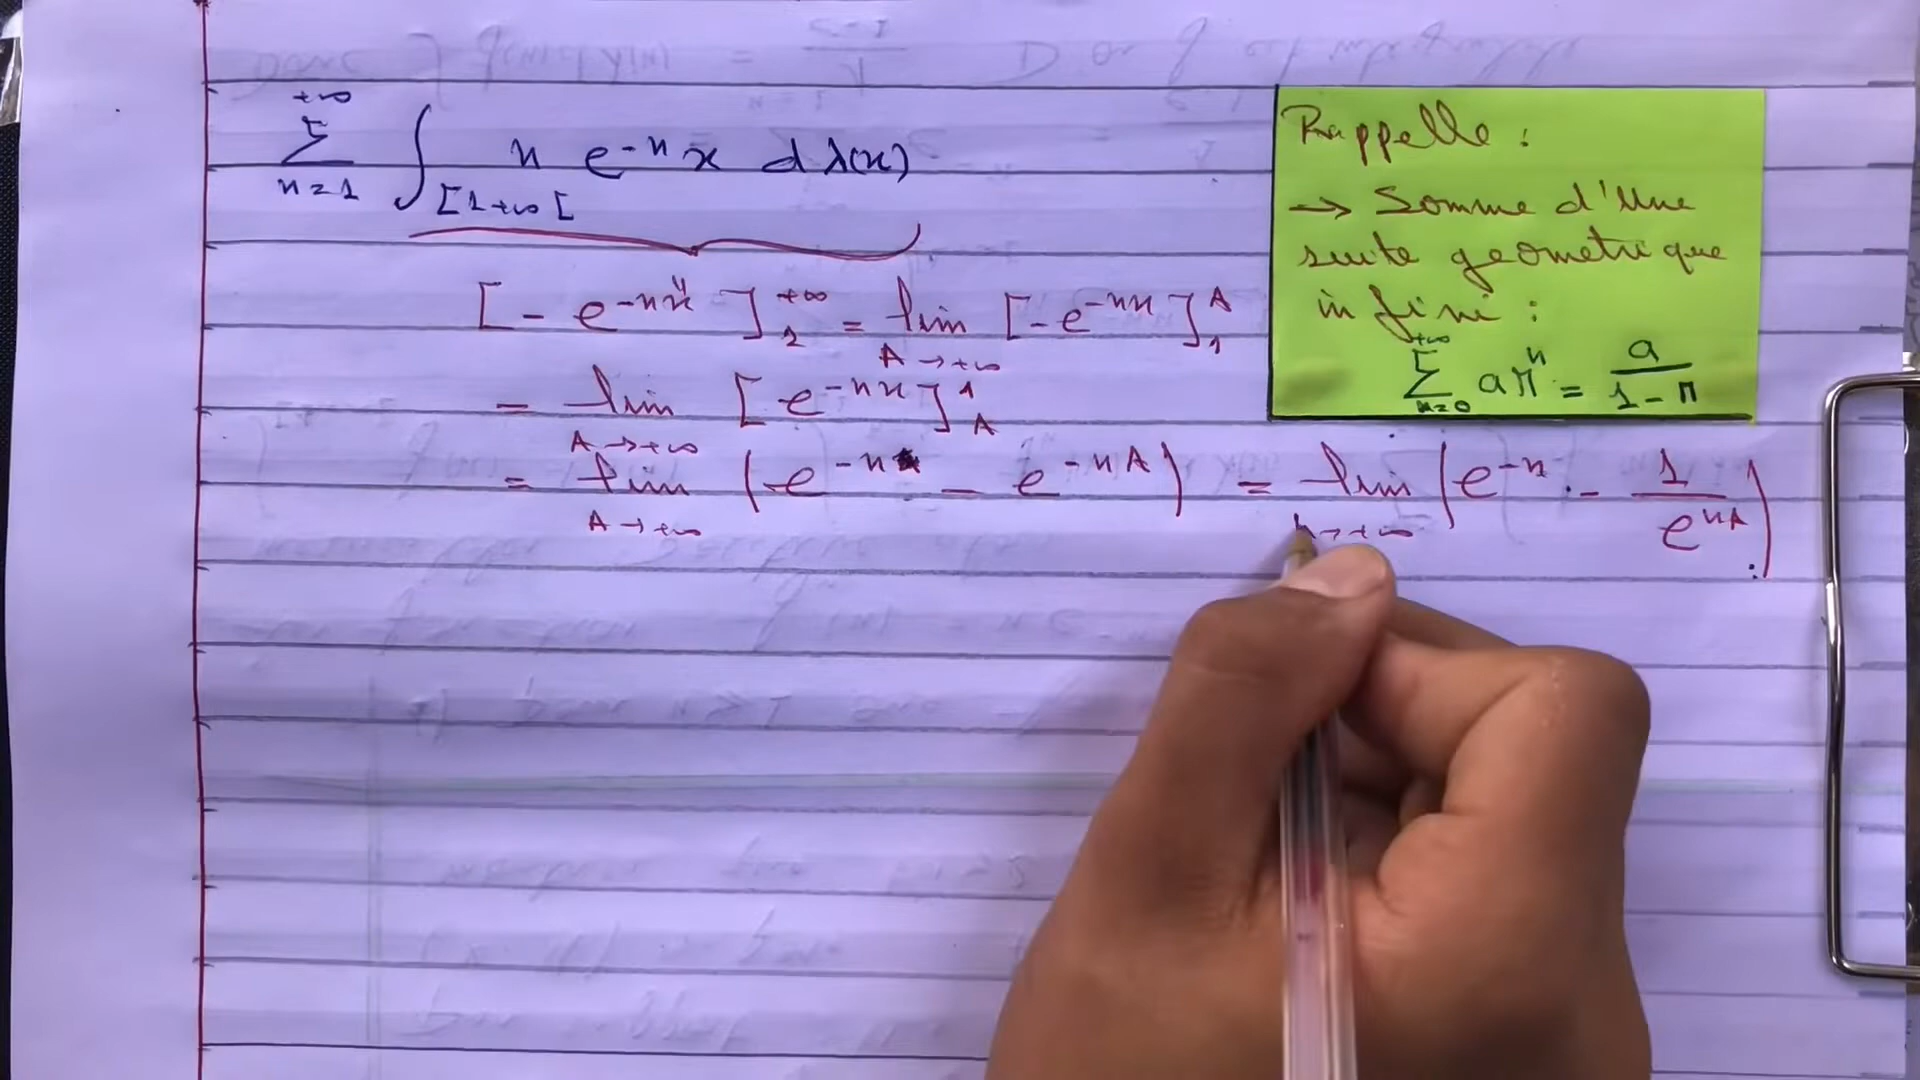 +∞
∑ ∫ n e^{-nx} dλ(x)
n=1 [1+∞[
[- e^{-nx}]_1^{+∞} = lim [-e^{-nx}]_1^A
A→+∞
= lim [e^{-nx}]_A^1
A→+∞
= lim (e^{-n} - e^{-nA}) = lim (e^{-n} - 1/e^{nA})
A→+∞ A→+∞
Rappelle :
→ Somme d'Une
suite geometrique
infini :
∑_{n=0}^{+∞} ar^n = a/(1-r)